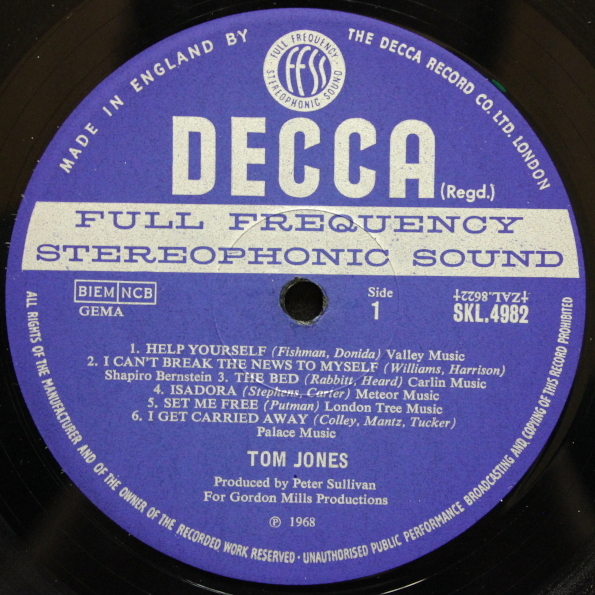 MADE IN ENGLAND BY THE DECCA RECORD CO. LTD. LONDON
FULL FREQUENCY
STEREOPHONIC SOUND
FFSS
DECCA (Regd.)
FULL FREQUENCY
STEREOPHONIC SOUND
BIEM NCB
GEMA
Side
1
‡ZAL.8622‡
SKL.4982
1. HELP YOURSELF (Fishman, Donida) Valley Music
2. I CAN'T BREAK THE NEWS TO MYSELF (Williams, Harrison)
Shapiro Bernstein 3. THE BED (Rabbitt, Heard) Carlin Music
4. ISADORA (Stephens, Carter) Meteor Music
5. SET ME FREE (Putman) London Tree Music
6. I GET CARRIED AWAY (Colley, Mantz, Tucker)
Palace Music
TOM JONES
Produced by Peter Sullivan
For Gordon Mills Productions
℗ 1968
ALL RIGHTS OF THE MANUFACTURER AND OF THE OWNER OF THE RECORDED WORK RESERVED · UNAUTHORISED PUBLIC PERFORMANCE BROADCASTING AND COPYING OF THIS RECORD PROHIBITED